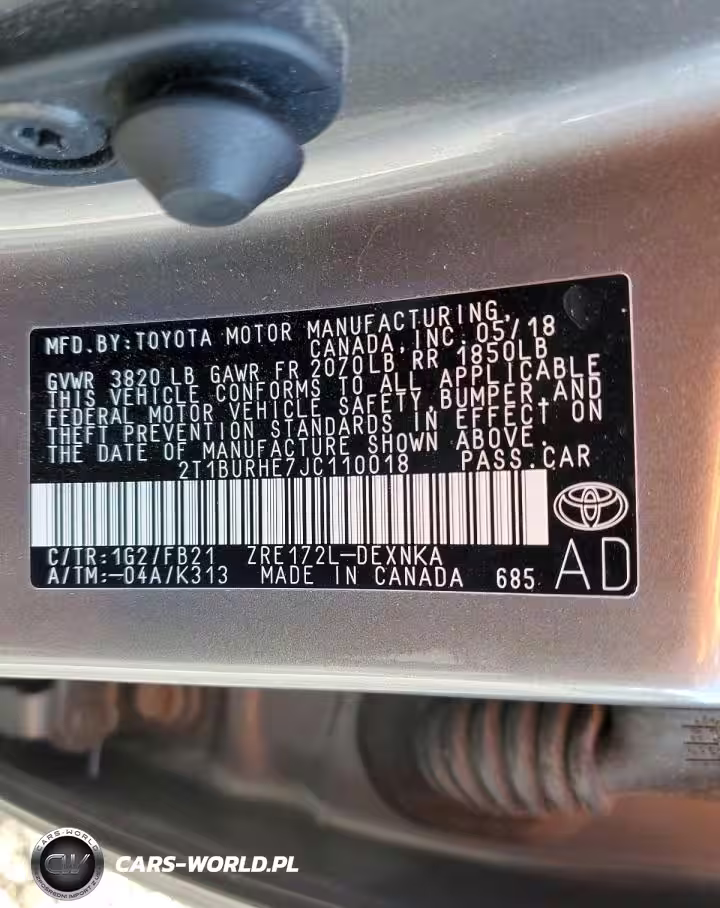 MFD.BY:TOYOTA MOTOR MANUFACTURING,
CANADA,INC. 05/18
GVWR 3820 LB GAWR FR 2070LB, RR 1850LB
THIS VEHICLE CONFORMS TO ALL APPLICABLE
FEDERAL MOTOR VEHICLE SAFETY,BUMPER,AND
THEFT PREVENTION STANDARDS IN EFFECT ON
THE DATE OF MANUFACTURE SHOWN ABOVE.
2T1BURHE7JC110018 PASS.CAR
C/TR:1G2/FB21 ZRE172L-DEXNKA
A/TM:-04A/K313 MADE IN CANADA 685
AD
CARS-WORLD
CW
CARS-WORLD.PL